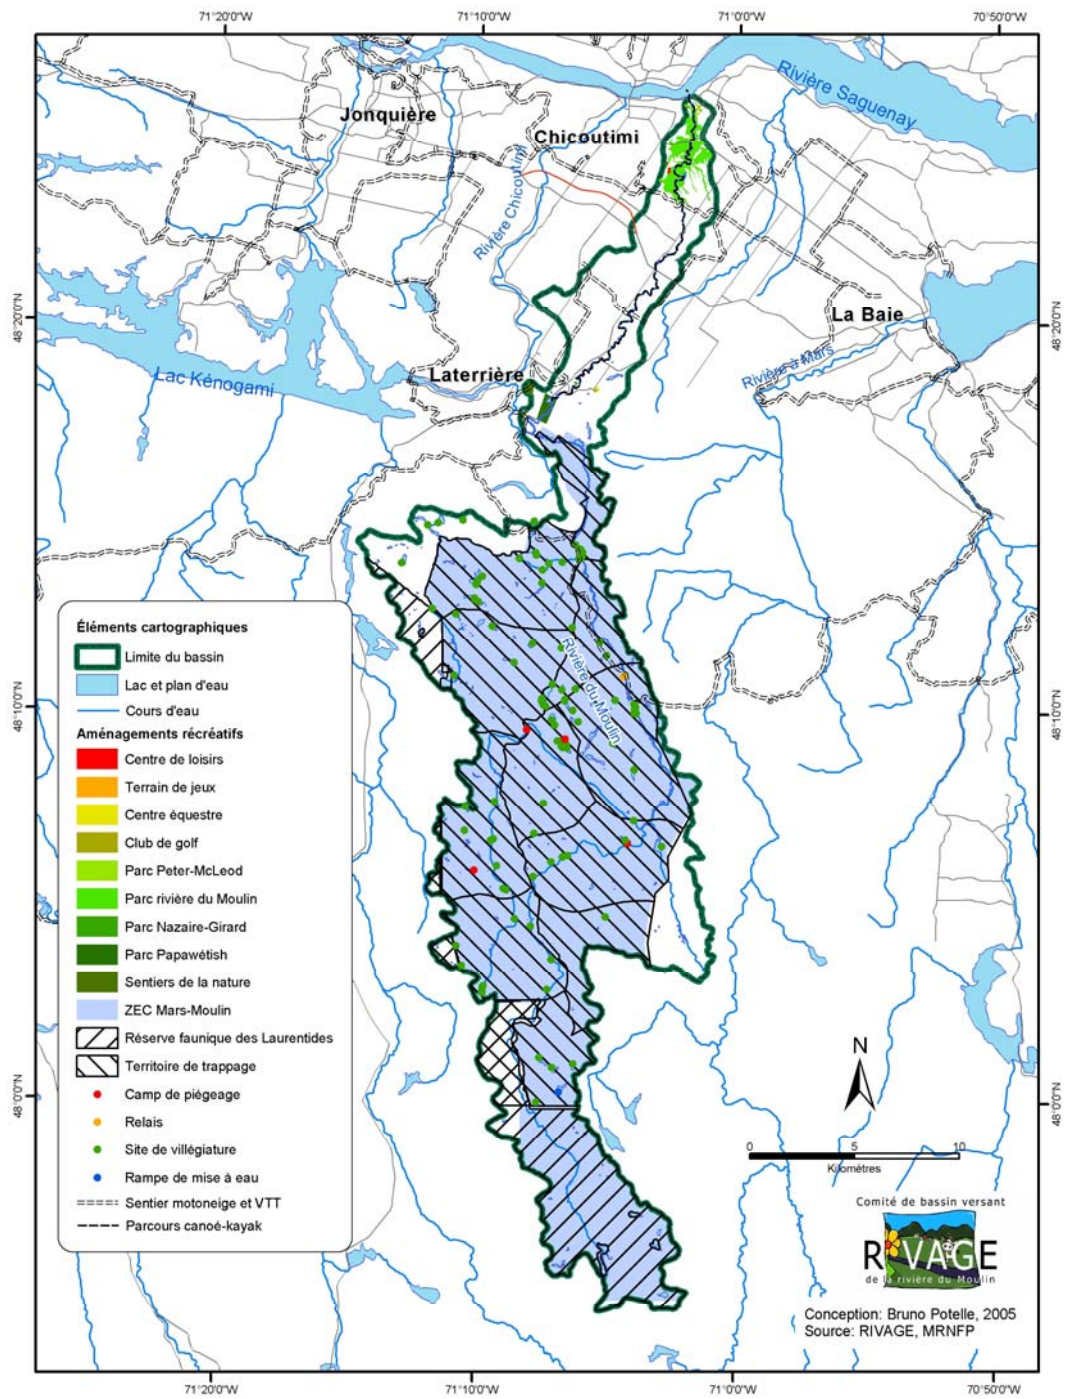 71°20'0"W
71°10'0"W
71°0'0"W
50°50'0"W
Rivière Saguenay
Jonquière
Chicoutimi
Rivière Chicoutimi
48°20'0"N
48°20'0"N
La Baie
Rivière à Mars
Laterrière
Lac Kénogami
Rivière du Moulin
48°10'0"N
48°10'0"N
48°0'0"N
48°0'0"N
Éléments cartographiques
Limite du bassin
Lac et plan d'eau
Cours d'eau
Aménagements récréatifs
Centre de loisirs
Terrain de jeux
Centre équestre
Club de golf
Parc Peter-McLeod
Parc rivière du Moulin
Parc Nazaire-Girard
Parc Papawétish
Sentiers de la nature
ZEC Mars-Moulin
Réserve faunique des Laurentides
Territoire de trappage
Camp de piégeage
Relais
Site de villégiature
Rampe de mise à eau
Sentier motoneige et VTT
Parcours canoé-kayak
N
0 5 10
Kilométres
Comité de bassin versant
RIVAGE
de la rivière du Moulin
Conception: Bruno Potelle, 2005
Source: RIVAGE, MRNFP
71°20'0"W
71°10'0"W
71°0'0"W
70°50'0"W